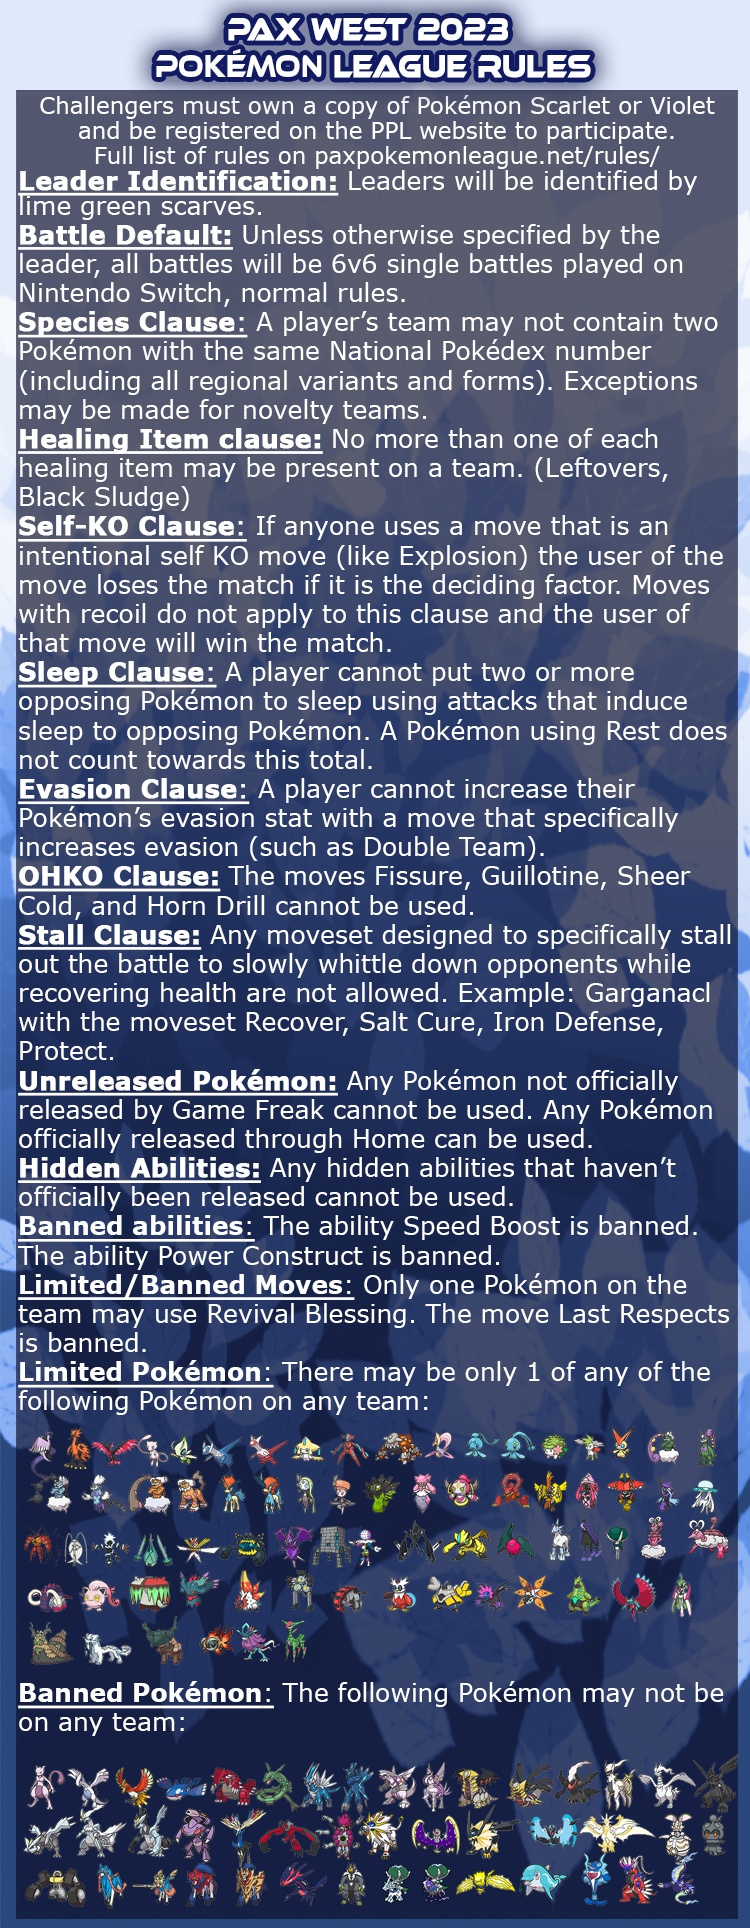 PAX WEST 2023
POKÉMON LEAGUE RULES
Challengers must own a copy of Pokémon Scarlet or Violet
and be registered on the PPL website to participate.
Full list of rules on paxpokemonleague.net/rules/
Leader Identification: Leaders will be identified by
lime green scarves.
Battle Default: Unless otherwise specified by the
leader, all battles will be 6v6 single battles played on
Nintendo Switch, normal rules.
Species Clause: A player’s team may not contain two
Pokémon with the same National Pokédex number
(including all regional variants and forms). Exceptions
may be made for novelty teams.
Healing Item clause: No more than one of each
healing item may be present on a team. (Leftovers,
Black Sludge)
Self-KO Clause: If anyone uses a move that is an
intentional self KO move (like Explosion) the user of the
move loses the match if it is the deciding factor. Moves
with recoil do not apply to this clause and the user of
that move will win the match.
Sleep Clause: A player cannot put two or more
opposing Pokémon to sleep using attacks that induce
sleep to opposing Pokémon. A Pokémon using Rest does
not count towards this total.
Evasion Clause: A player cannot increase their
Pokémon’s evasion stat with a move that specifically
increases evasion (such as Double Team).
OHKO Clause: The moves Fissure, Guillotine, Sheer
Cold, and Horn Drill cannot be used.
Stall Clause: Any moveset designed to specifically stall
out the battle to slowly whittle down opponents while
recovering health are not allowed. Example: Garganacl
with the moveset Recover, Salt Cure, Iron Defense,
Protect.
Unreleased Pokémon: Any Pokémon not officially
released by Game Freak cannot be used. Any Pokémon
officially released through Home can be used.
Hidden Abilities: Any hidden abilities that haven’t
officially been released cannot be used.
Banned abilities: The ability Speed Boost is banned.
The ability Power Construct is banned.
Limited/Banned Moves: Only one Pokémon on the
team may use Revival Blessing. The move Last Respects
is banned.
Limited Pokémon: There may be only 1 of any of the
following Pokémon on any team:
Banned Pokémon: The following Pokémon may not be
on any team: